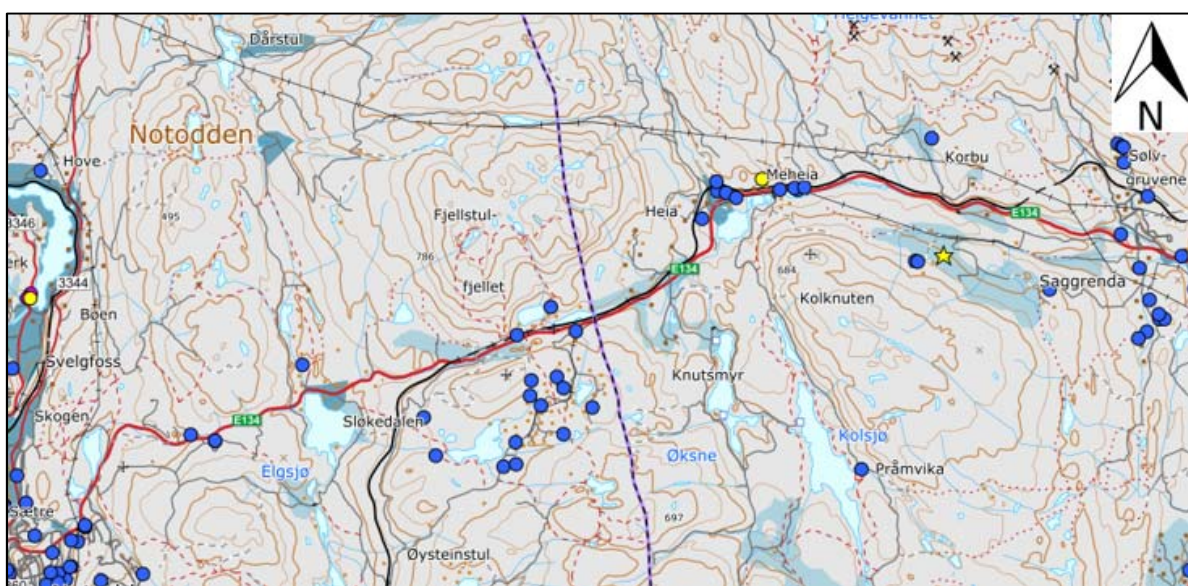 Helgevannet
Dårstul
Notodden
Hove
N
Korbu
Sølv-
gruvene
Meheia
495
3346
Fjellstul-
Heia
E134
erk
786
684
3344
E134
fjellet
Kolknuten
Saggrenda
Bøen
Svelgfoss
Knutsmyr
Skogen
E134
Sløkedalen
Kolsjø
Elgsjø
Øksne
Pråmvika
Sætre
697
Øysteinstul